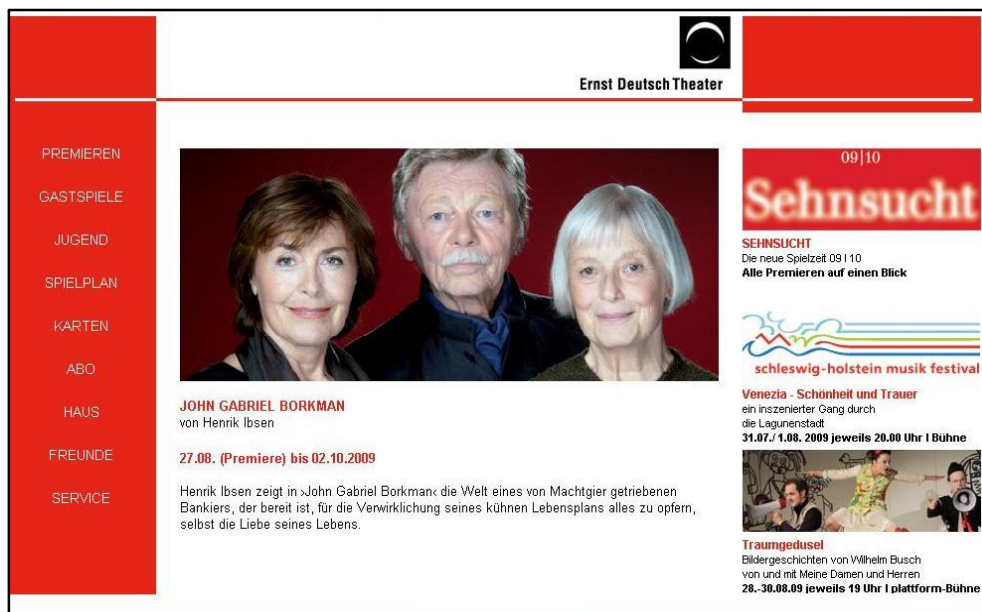 Ernst Deutsch Theater
PREMIEREN
GASTSPIELE
JUGEND
SPIELPLAN
KARTEN
ABO
HAUS
FREUNDE
SERVICE
JOHN GABRIEL BORKMAN
von Henrik Ibsen
27.08. (Premiere) bis 02.10.2009
Henrik Ibsen zeigt in ›John Gabriel Borkman‹ die Welt eines von Machtgier getriebenen
Bankiers, der bereit ist, für die Verwirklichung seines kühnen Lebensplans alles zu opfern,
selbst die Liebe seines Lebens.
09|10
Sehnsucht
SEHNSUCHT
Die neue Spielzeit 09 I 10
Alle Premieren auf einen Blick
schleswig-holstein musik festival
Venezia - Schönheit und Trauer
ein inszenierter Gang durch
die Lagunenstadt
31.07./ 1.08. 2009 jeweils 20.00 Uhr I Bühne
Traumgedusel
Bildergeschichten von Wilhelm Busch
von und mit Meine Damen und Herren
28.-30.08.09 jeweils 19 Uhr I plattform-Bühne